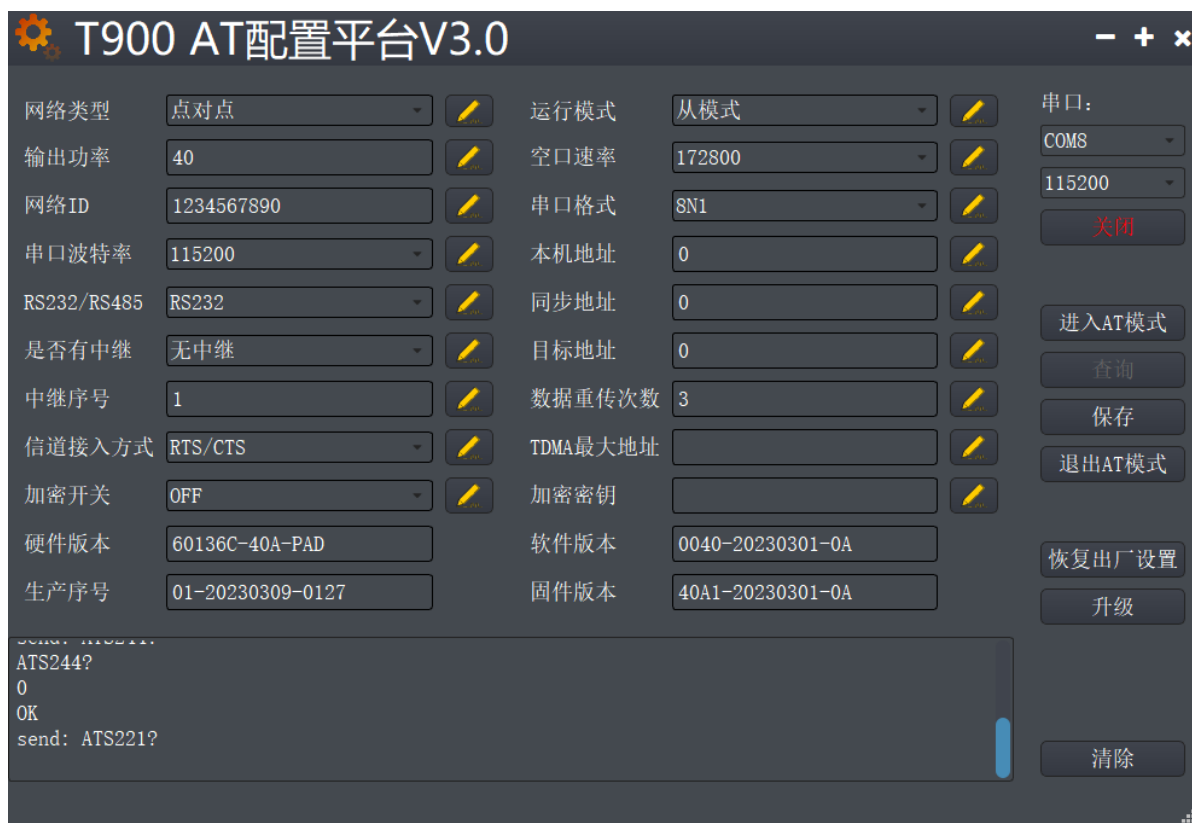 T900 AT配置平台V3.0
网络类型 点对点 运行模式 从模式 串口：
输出功率 40 空口速率 172800 COM8
网络ID 1234567890 串口格式 8N1 115200
关闭
串口波特率 115200 本机地址 0
RS232/RS485 RS232 同步地址 0
进入AT模式
是否有中继 无中继 目标地址 0
查询
中继序号 1 数据重传次数 3
保存
信道接入方式 RTS/CTS TDMA最大地址
退出AT模式
加密开关 OFF 加密密钥
硬件版本 60136C-40A-PAD 软件版本 0040-20230301-0A
恢复出厂设置
生产序号 01-20230309-0127 固件版本 40A1-20230301-0A
升级
ATS244?
0
OK
send: ATS221?
清除